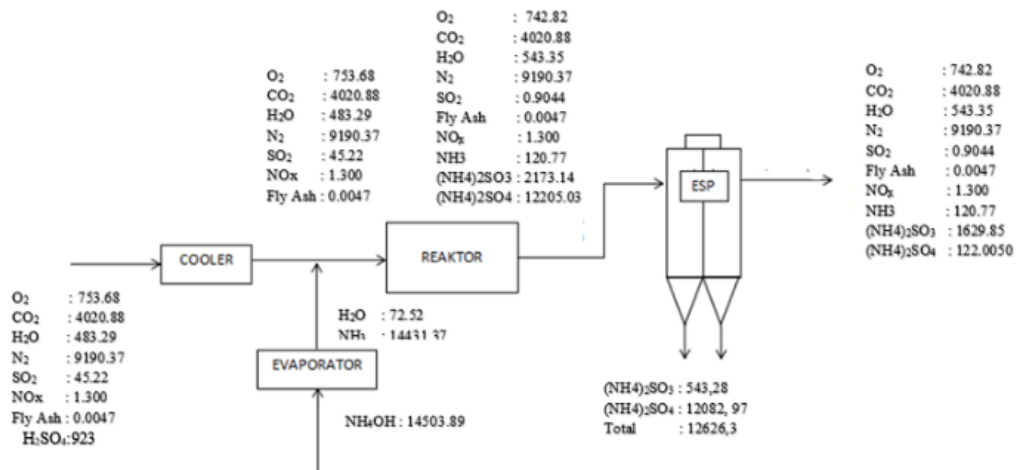 O2 : 742.82
CO2 : 4020.88
H2O : 543.35
N2 : 9190.37
SO2 : 0.9044
Fly Ash : 0.0047
NOx : 1.300
NH3 : 120.77
(NH4)2SO3 : 2173.14
(NH4)2SO4 : 12205.03
O2 : 753.68
CO2 : 4020.88
H2O : 483.29
N2 : 9190.37
SO2 : 45.22
NOx : 1.300
Fly Ash : 0.0047
O2 : 742.82
CO2 : 4020.88
H2O : 543.35
N2 : 9190.37
SO2 : 0.9044
Fly Ash : 0.0047
NOx : 1.300
NH3 : 120.77
(NH4)2SO3 : 1629.85
(NH4)2SO4 : 122.0050
ESP
COOLER
REAKTOR
O2 : 753.68
CO2 : 4020.88
H2O : 483.29
N2 : 9190.37
SO2 : 45.22
NOx : 1.300
Fly Ash : 0.0047
H2SO4:923
H2O : 72.52
NH3 : 14431.37
EVAPORATOR
NH4OH : 14503.89
(NH4)2SO3 : 543,28
(NH4)2SO4 : 12082, 97
Total : 12626,3